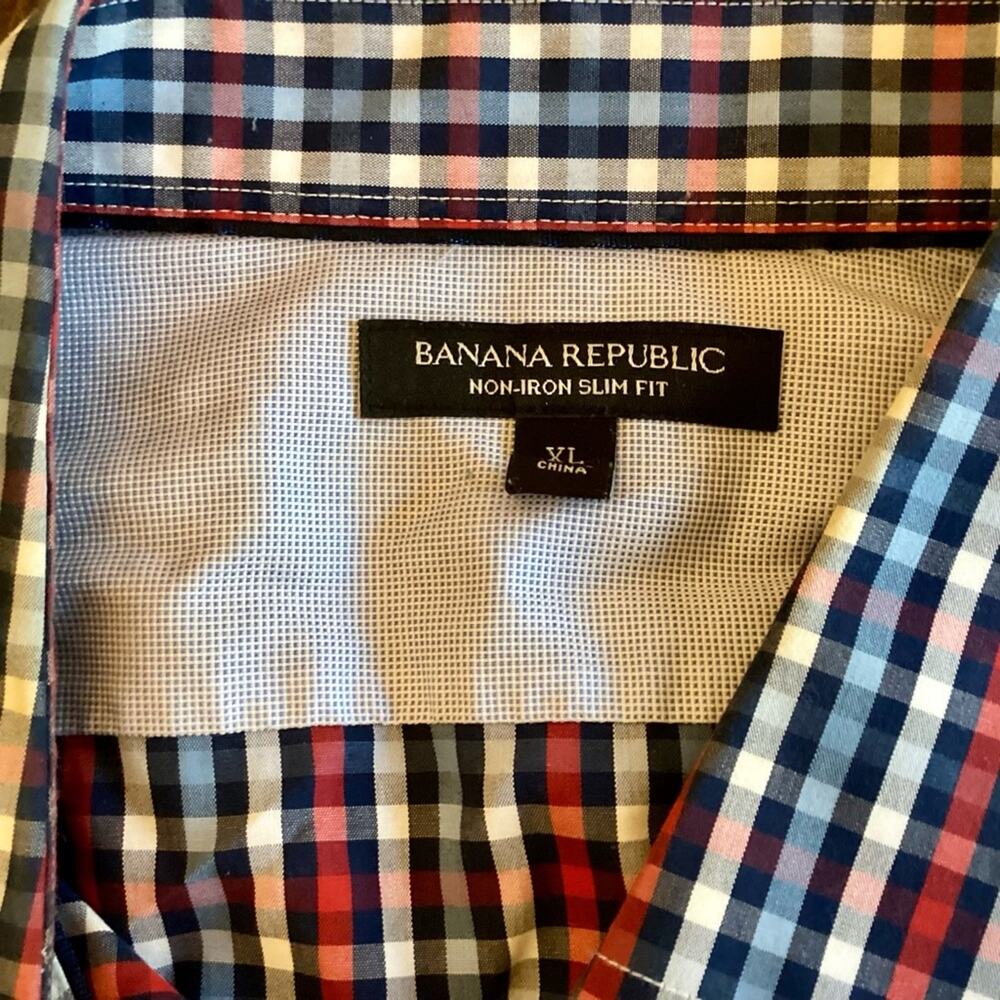 BANANA REPUBLIC
NON-IRON SLIM FIT
XL
CHINA